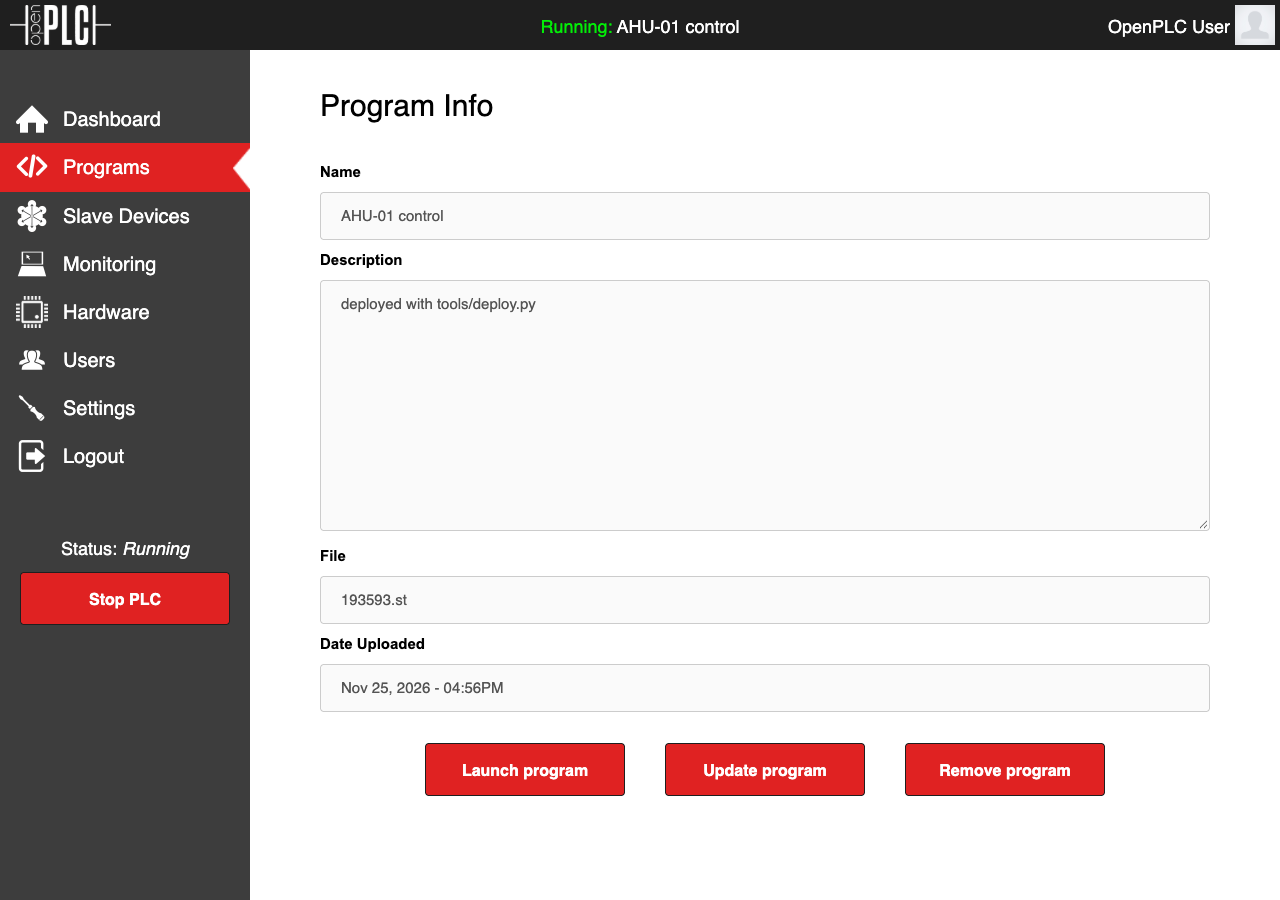 open PLC
Running: AHU-01 control
OpenPLC User
Dashboard
Programs
Slave Devices
Monitoring
Hardware
Users
Settings
Logout
Status: Running
Stop PLC
Program Info
Name
AHU-01 control
Description
deployed with tools/deploy.py
File
193593.st
Date Uploaded
Nov 25, 2026 - 04:56PM
Launch program
Update program
Remove program